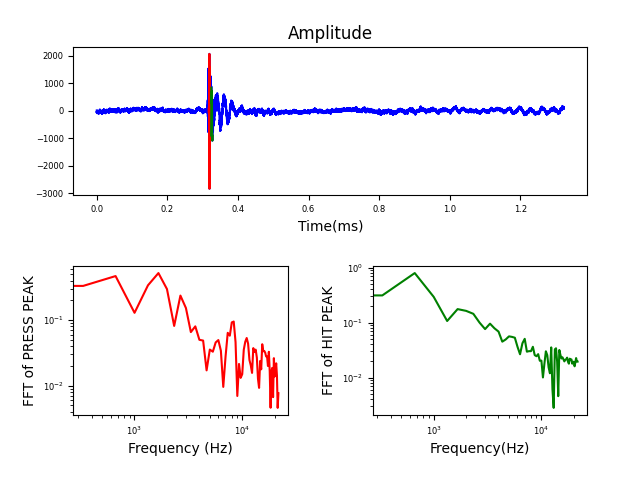 Amplitude
2000
1000
0
−1000
−2000
−3000
0.0 0.2 0.4 0.6 0.8 1.0 1.2
Time(ms)
FFT of PRESS PEAK
10⁻¹
10⁻²
10³ 10⁴
Frequency (Hz)
FFT of HIT PEAK
10⁰
10⁻¹
10⁻²
10³ 10⁴
Frequency(Hz)